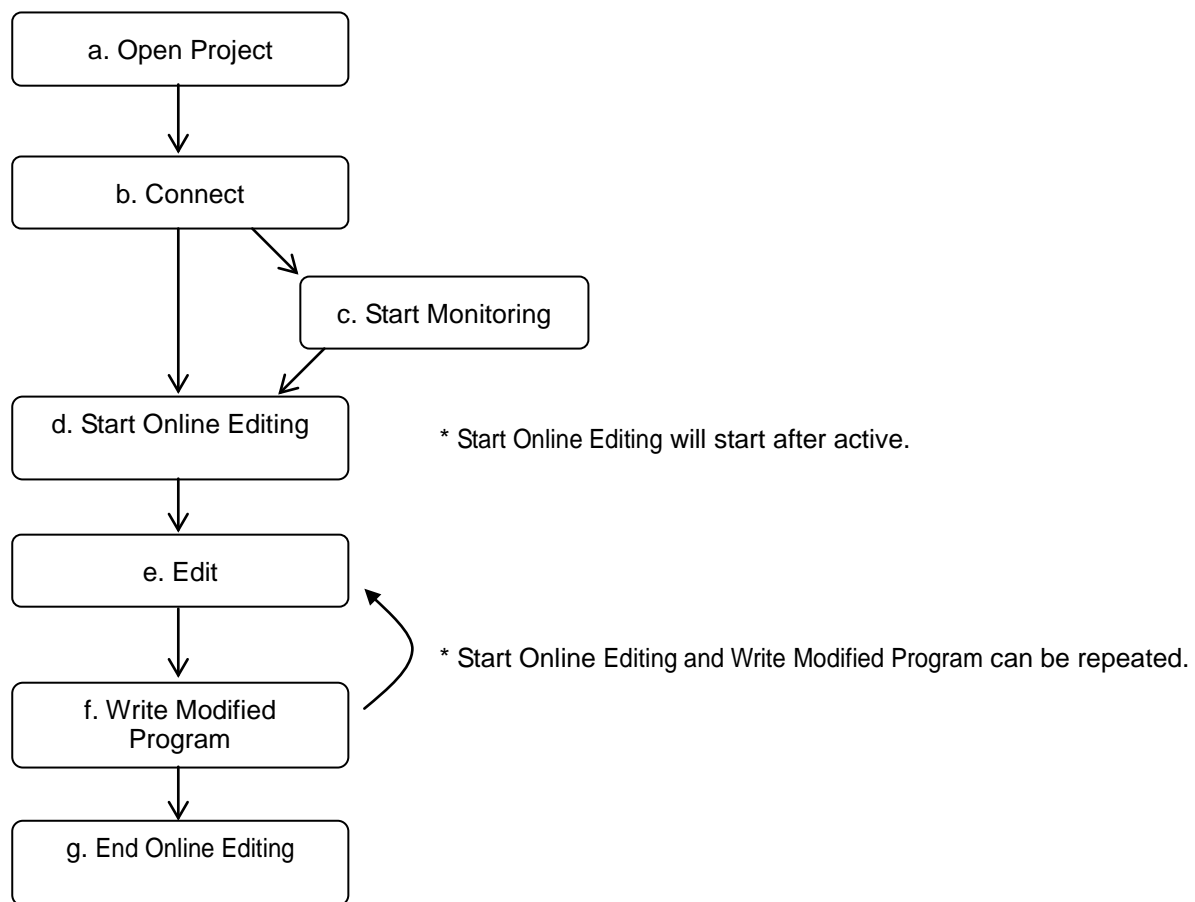 a. Open Project
b. Connect
c. Start Monitoring
d. Start Online Editing
* Start Online Editing will start after active.
e. Edit
* Start Online Editing and Write Modified Program can be repeated.
f. Write Modified
Program
g. End Online Editing